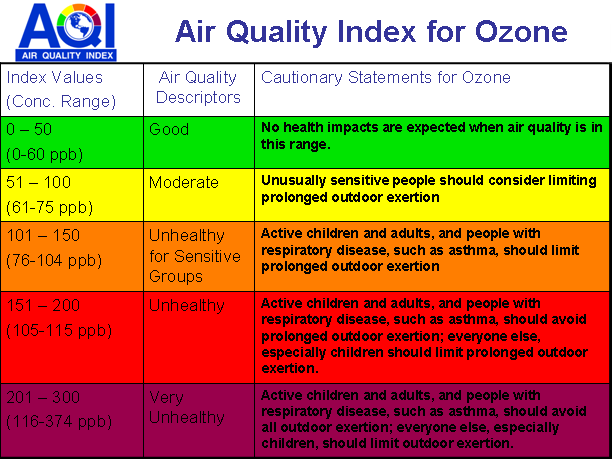 AQI
AIR QUALITY INDEX
Air Quality Index for Ozone
Index Values
(Conc. Range)
Air Quality
Descriptors
Cautionary Statements for Ozone
0 – 50
(0-60 ppb)
Good
No health impacts are expected when air quality is in
this range.
51 – 100
(61-75 ppb)
Moderate
Unusually sensitive people should consider limiting
prolonged outdoor exertion
101 – 150
(76-104 ppb)
Unhealthy
for Sensitive
Groups
Active children and adults, and people with
respiratory disease, such as asthma, should limit
prolonged outdoor exertion
151 – 200
(105-115 ppb)
Unhealthy
Active children and adults, and people with
respiratory disease, such as asthma, should avoid
prolonged outdoor exertion; everyone else,
especially children should limit prolonged outdoor
exertion.
201 – 300
(116-374 ppb)
Very
Unhealthy
Active children and adults, and people with
respiratory disease, such as asthma, should avoid
all outdoor exertion; everyone else, especially
children, should limit outdoor exertion.